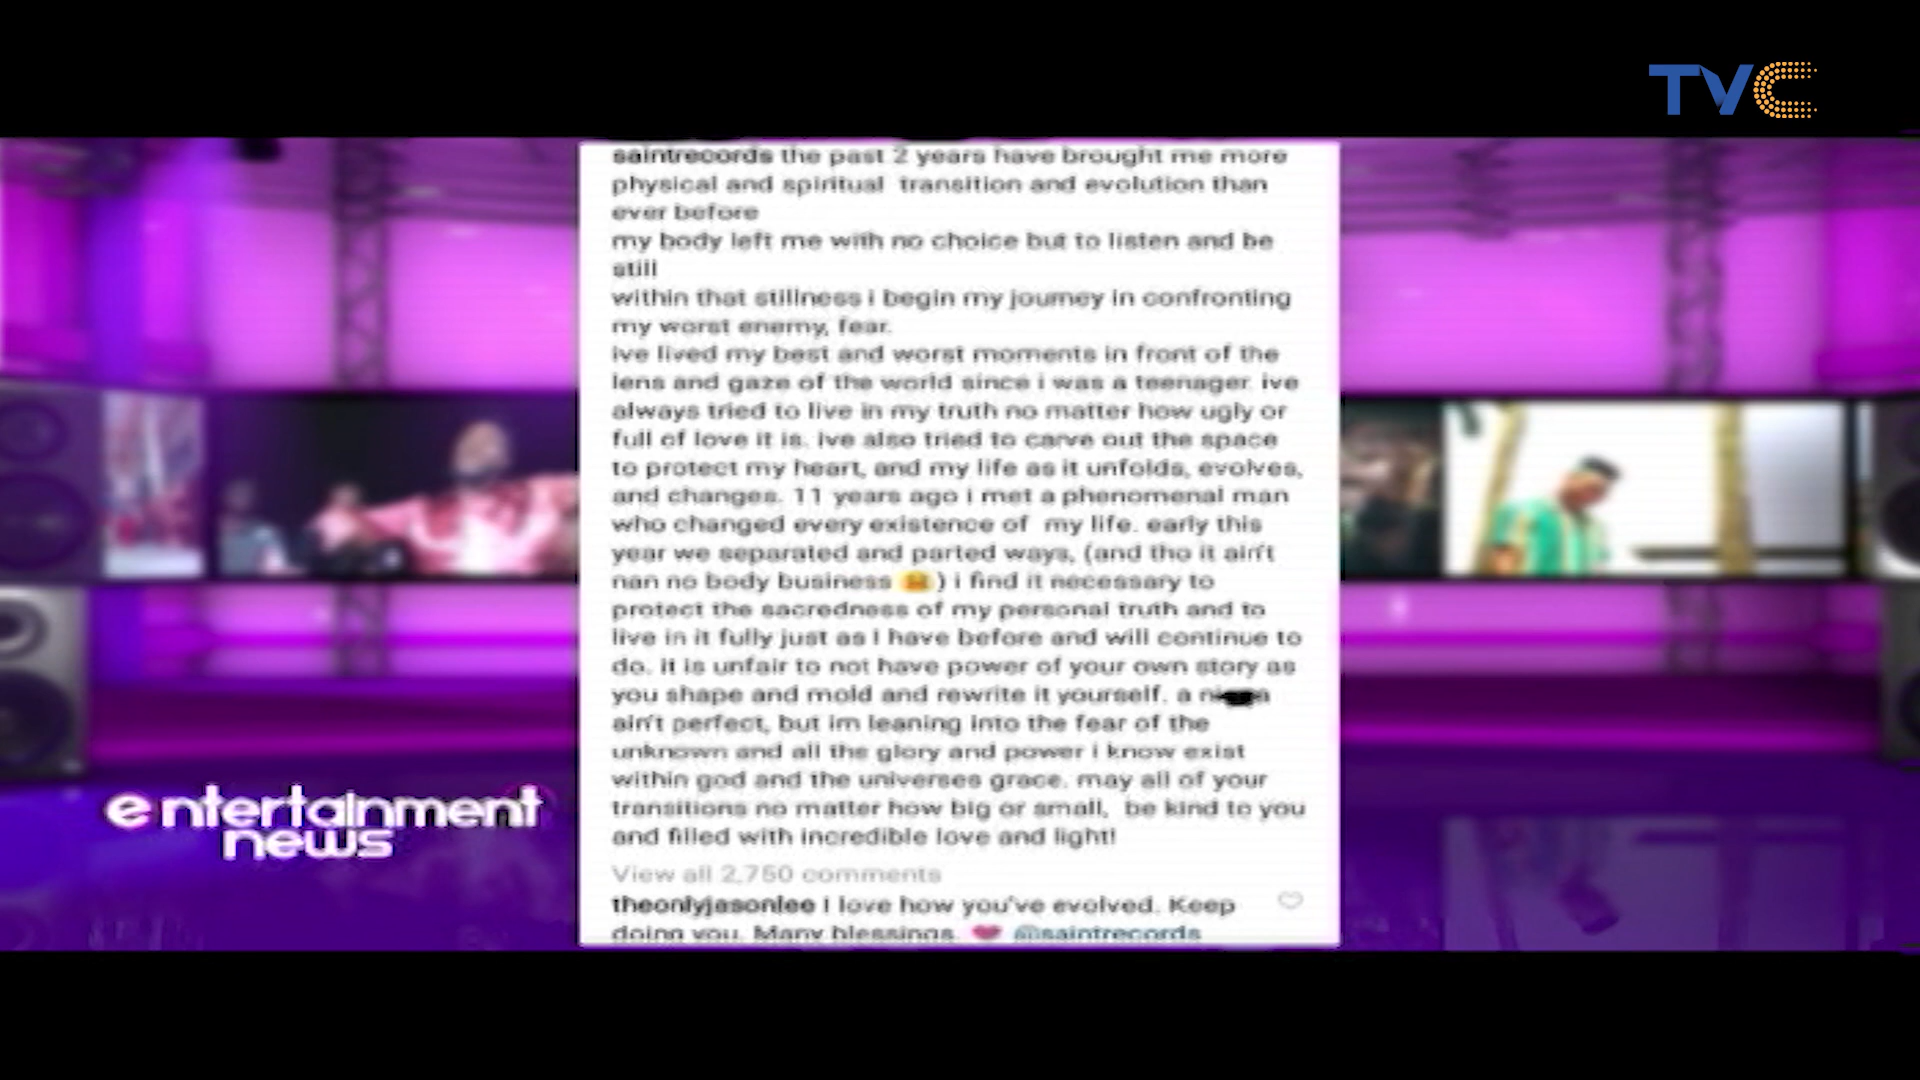 TVC
saintrecords the past 2 years have brought me more
physical and spiritual transition and evolution than
ever before
my body left me with no choice but to listen and be
still
within that stillness i begin my journey in confronting
my worst enemy, fear.
ive lived my best and worst moments in front of the
lens and gaze of the world since i was a teenager. ive
always tried to live in my truth no matter how ugly or
full of love it is. ive also tried to carve out the space
to protect my heart, and my life as it unfolds, evolves,
and changes. 11 years ago i met a phenomenal man
who changed every existence of my life. early this
year we separated and parted ways, (and tho it ain't
nan no body business ) i find it necessary to
protect the sacredness of my personal truth and to
live in it fully just as i have before and will continue to
do. it is unfair to not have power of your own story as
you shape and mold and rewrite it yourself. a
ain't perfect, but im leaning into the fear of the
unknown and all the glory and power i know exist
within god and the universes grace. may all of your
transitions no matter how big or small, be kind to you
and filled with incredible love and light!
View all 2,750 comments
theonlyjasonlee I love how you've evolved. Keep
doing you. Many blessings. ❤ @saintrecords
entertainment
news